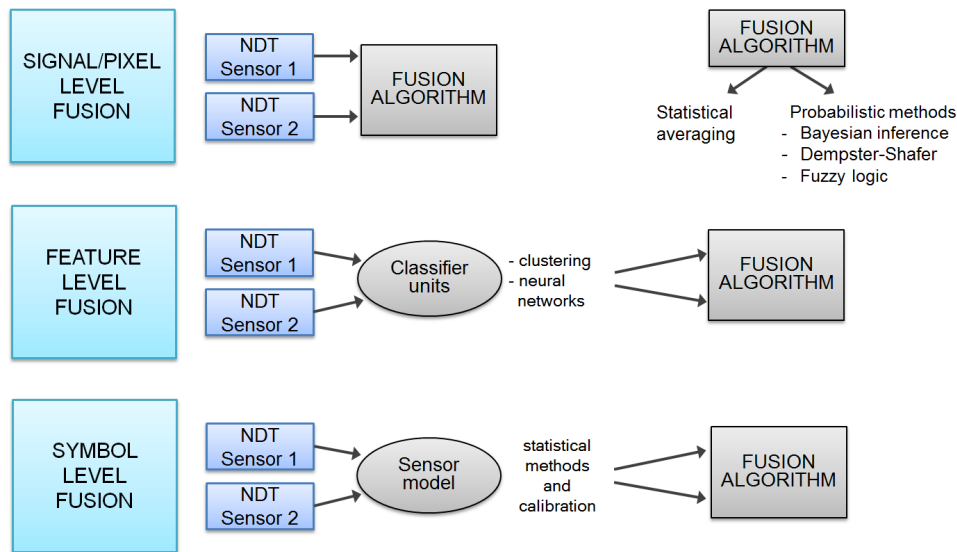 SIGNAL/PIXEL
LEVEL
FUSION
NDT
Sensor 1
NDT
Sensor 2
FUSION
ALGORITHM
FUSION
ALGORITHM
Statistical
averaging
Probabilistic methods
- Bayesian inference
- Dempster-Shafer
- Fuzzy logic
FEATURE
LEVEL
FUSION
NDT
Sensor 1
NDT
Sensor 2
Classifier
units
- clustering
- neural
networks
FUSION
ALGORITHM
SYMBOL
LEVEL
FUSION
NDT
Sensor 1
NDT
Sensor 2
Sensor
model
statistical
methods
and
calibration
FUSION
ALGORITHM